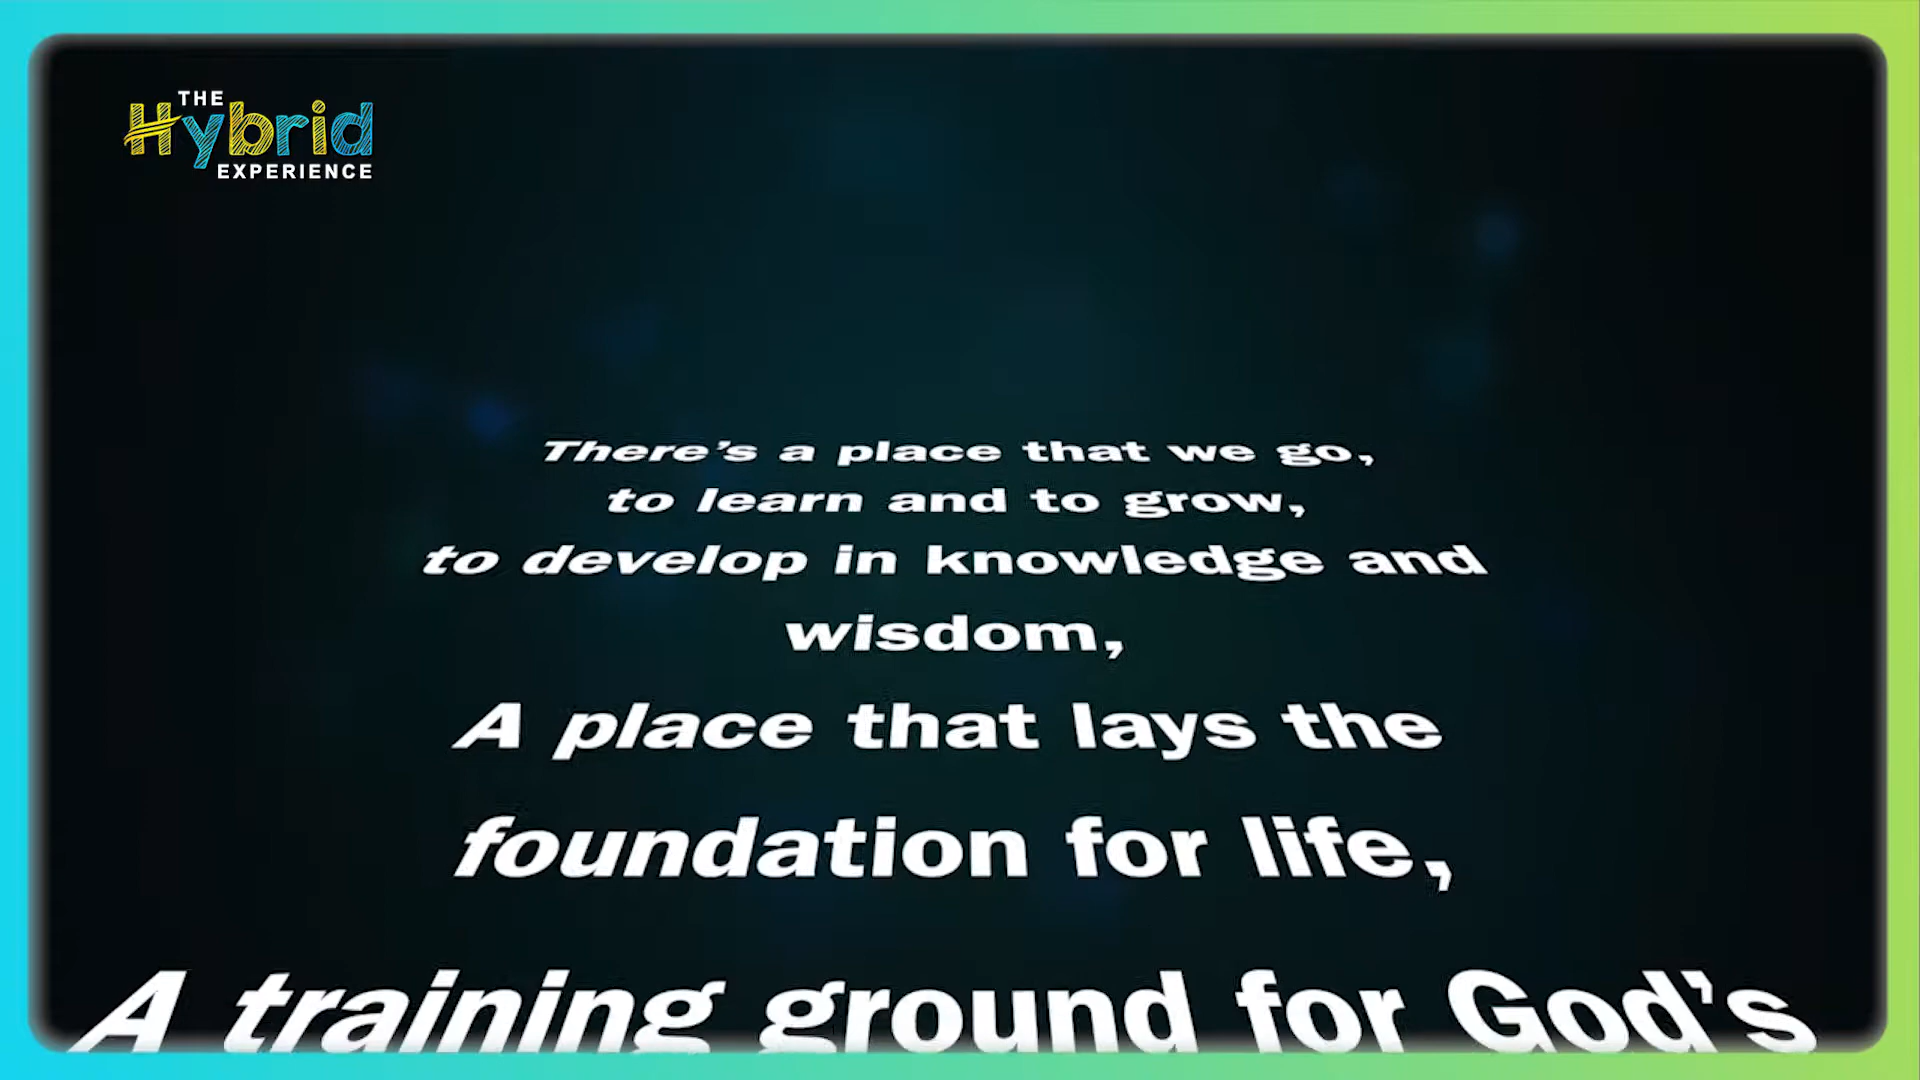 THE
Hybrid
EXPERIENCE
There’s a place that we go,
to learn and to grow,
to develop in knowledge and
wisdom,
A place that lays the
foundation for life,
A training ground for God’s